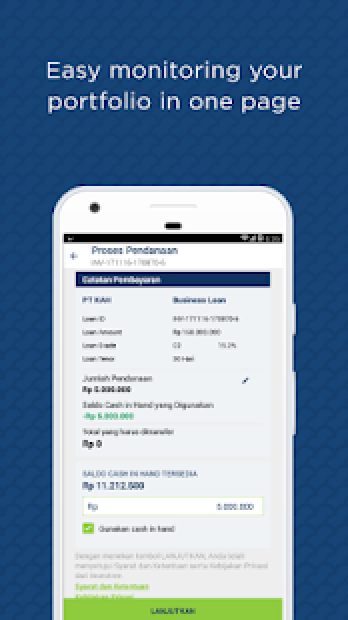 Easy monitoring your
portfolio in one page
Proses Pendanaan
INV-171116-170870-6
Catatan Pembayaran
PT KAH Business Loan
Loan ID INV-171116-170870-6
Loan Amount Rp 150.000.000
Loan Grade C2
Loan Tenor 30 Hari
Jumlah Pendanaan
Rp 5.000.000
Saldo Cash in Hand yang Digunakan
-Rp 5.000.000
Total yang harus ditransfer
Rp 0
SALDO CASH IN HAND TERSEDIA
Rp 11.212.500
Rp 5.000.000
Gunakan cash in hand
Dengan menekan tombol LANJUTKAN, Anda telah
menyetujui Syarat dan Ketentuan serta Kebijakan Privasi
dari Investree.
Syarat dan Ketentuan
Kebijakan Privasi
LANJUTKAN